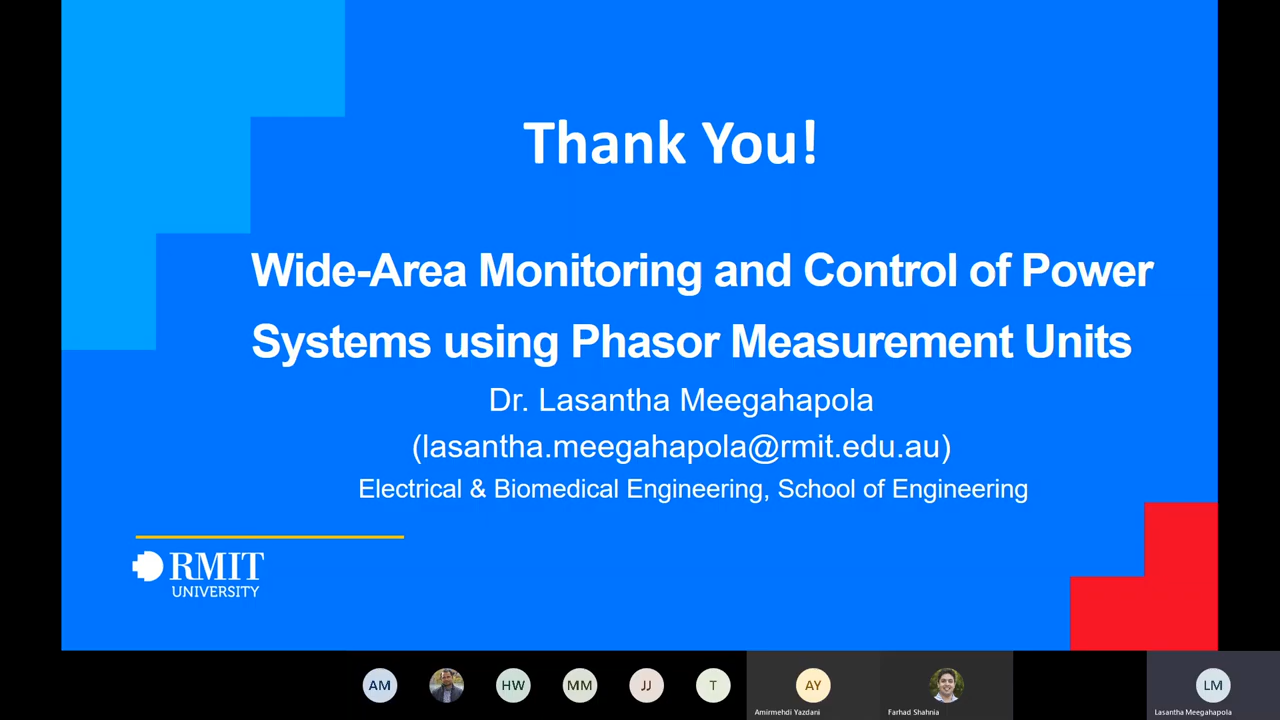 Thank You!
Wide-Area Monitoring and Control of Power
Systems using Phasor Measurement Units
Dr. Lasantha Meegahapola
(lasantha.meegahapola@rmit.edu.au)
Electrical & Biomedical Engineering, School of Engineering
RMIT
UNIVERSITY
AM
HW
MM
JJ
T
AY
LM
Amirmehdi Yazdani
Farhad Shahnia
Lasantha Meegahapola